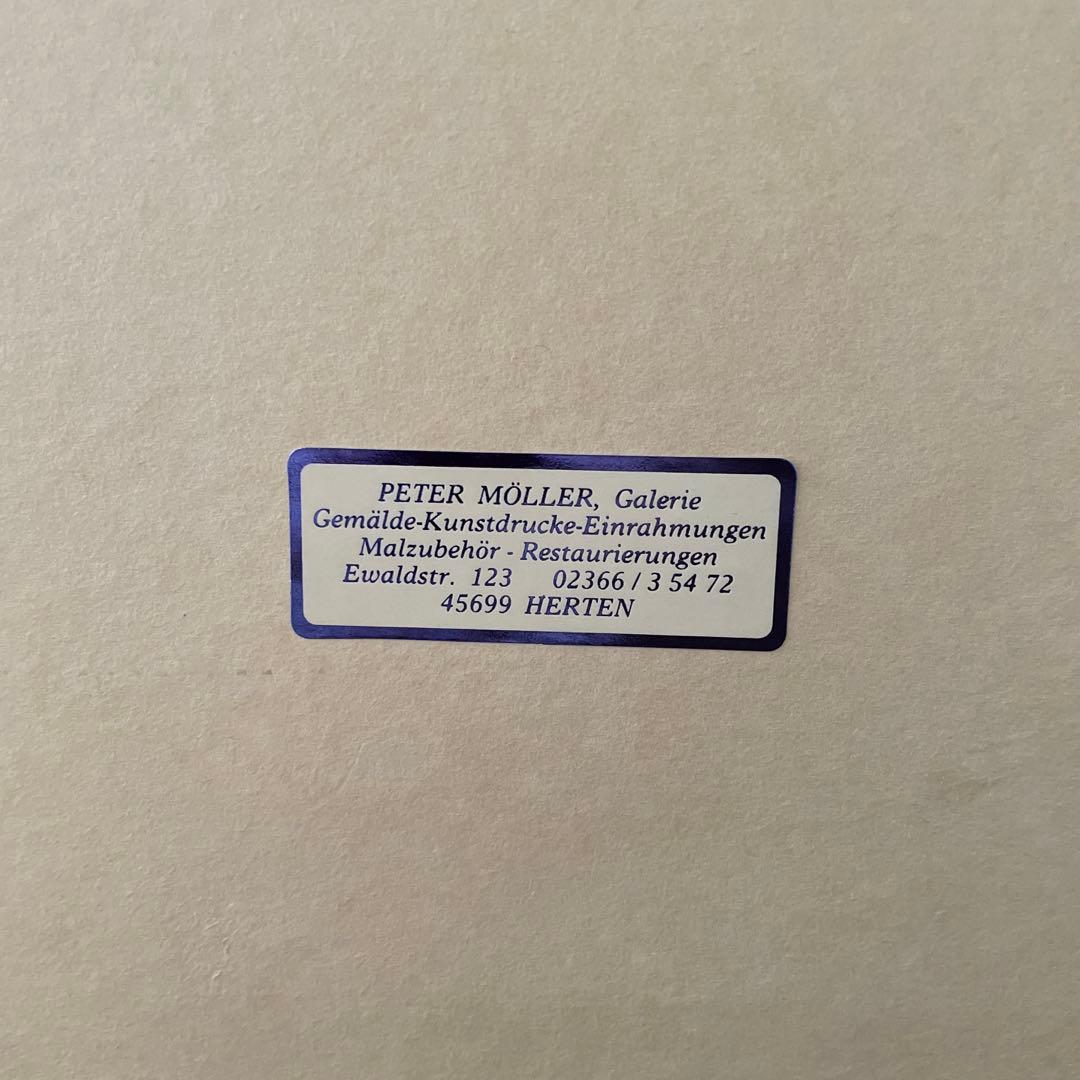 PETER MÖLLER, Galerie
Gemälde-Kunstdrucke-Einrahmungen
Malzubehör - Restaurierungen
Ewaldstr. 123 02366 / 3 54 72
45699 HERTEN